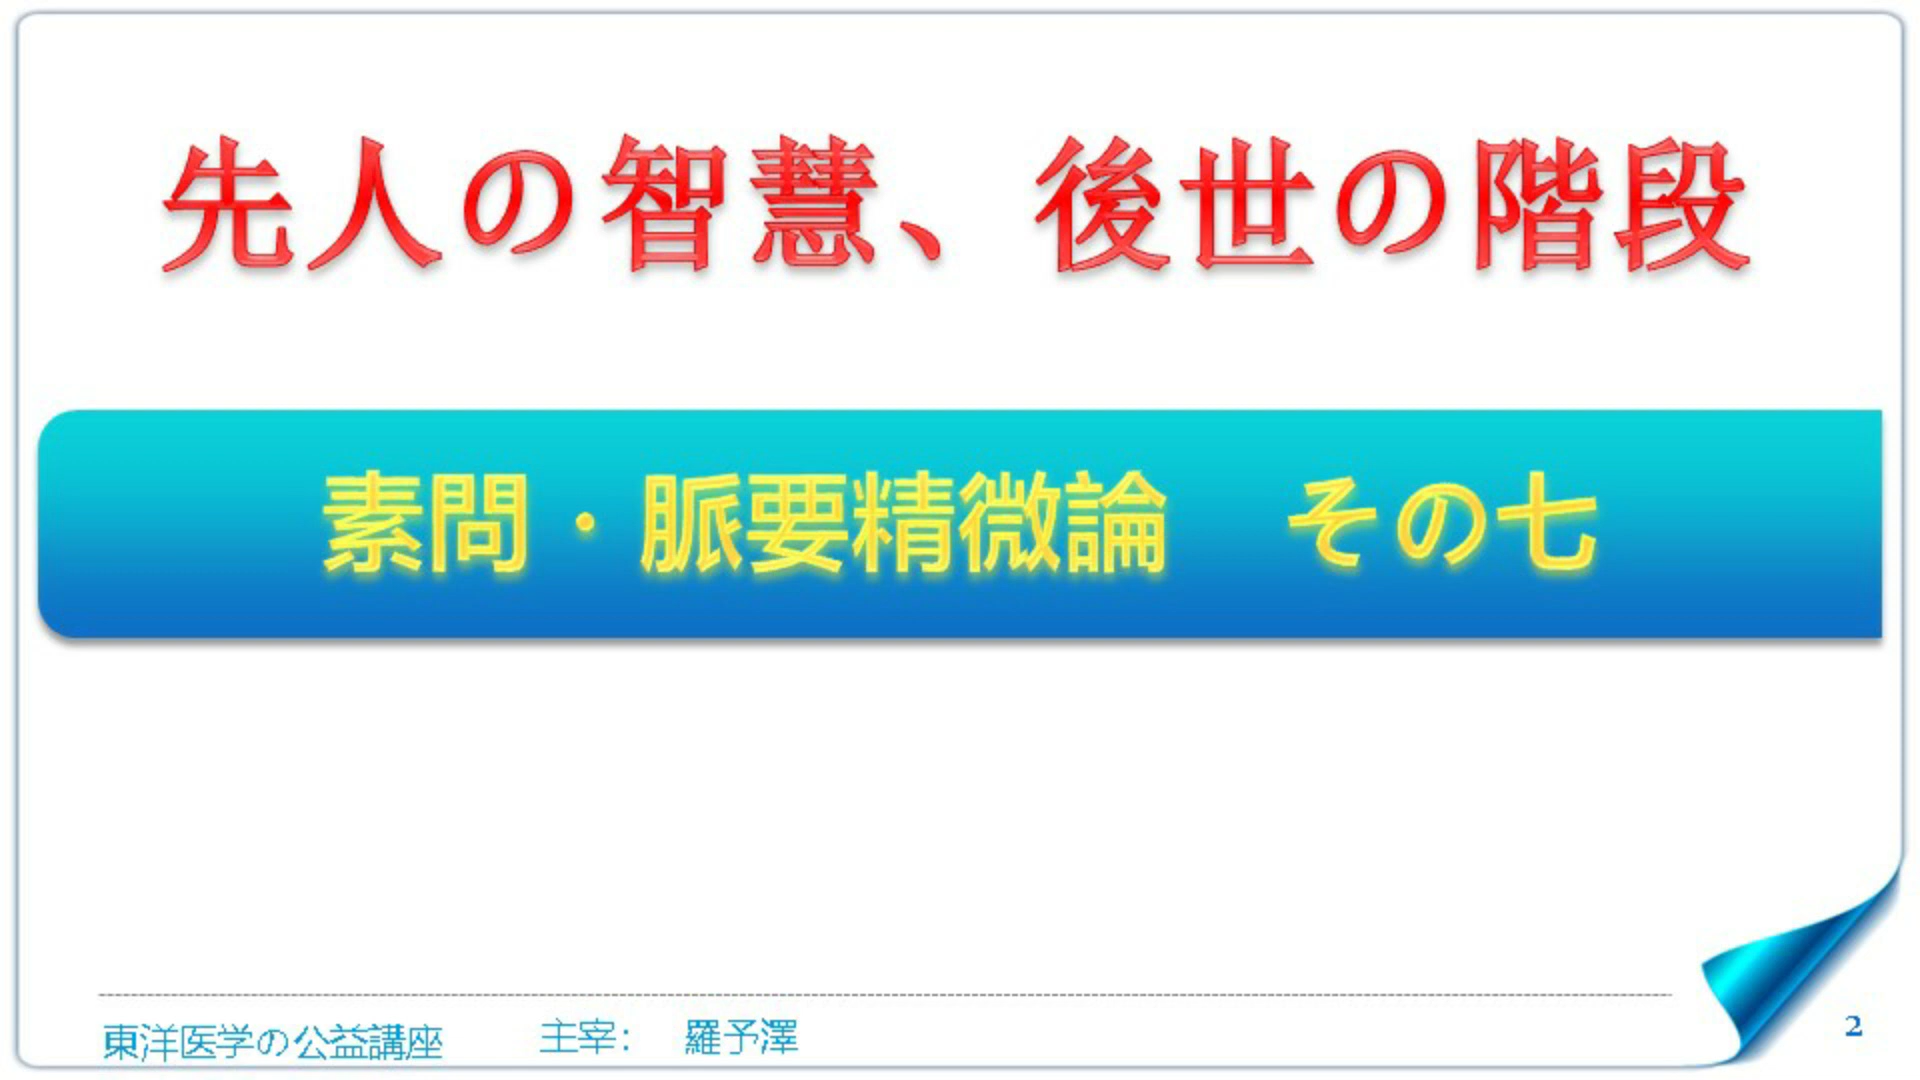 先人の智慧、後世の階段
素問・脈要精微論　その七
東洋医学の公益講座　主宰：　羅予澤
2